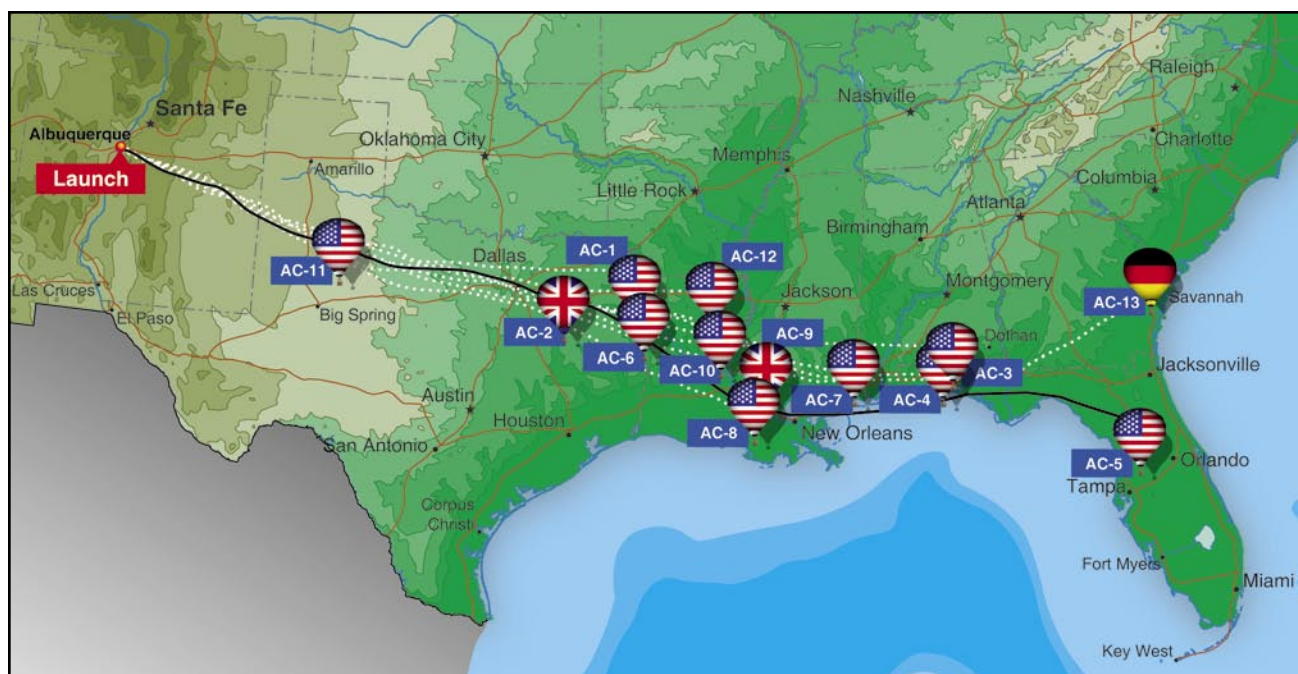 Raleigh
Nashville
Santa Fe
Albuquerque
Oklahoma City
Charlotte
Memphis
Amarillo
Launch
Little Rock
Columbia
Atlanta
Birmingham
Dallas
AC-1
AC-12
AC-11
Montgomery
Las Cruces
Jackson
AC-13
Savannah
El Paso
Big Spring
AC-2
AC-9
Dothan
AC-6
AC-10
AC-3
Jacksonville
Austin
AC-7
AC-4
Houston
AC-8
New Orleans
San Antonio
AC-5
Orlando
Tampa
Corpus
Christi
Fort Myers
Miami
Key West